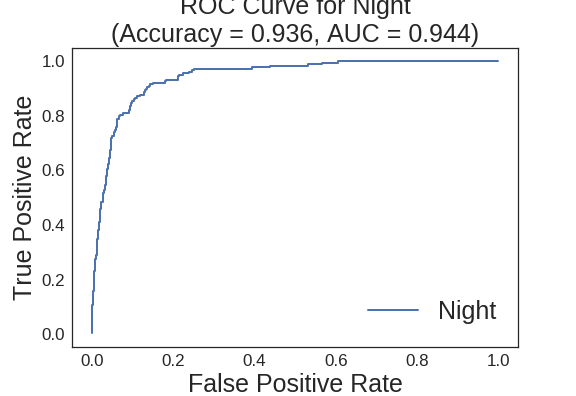 ROC Curve for Night
(Accuracy = 0.936, AUC = 0.944)
True Positive Rate
1.0
0.8
0.6
0.4
0.2
0.0
Night
0.0 0.2 0.4 0.6 0.8 1.0
False Positive Rate